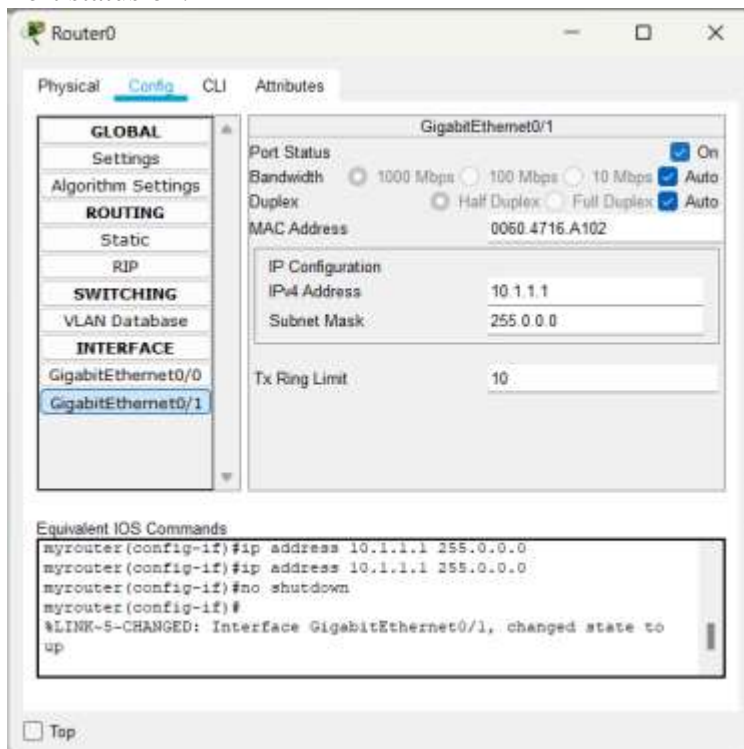 Router0
Physical Config CLI Attributes
GLOBAL
Settings
Algorithm Settings
ROUTING
Static
RIP
SWITCHING
VLAN Database
INTERFACE
GigabitEthernet0/0
GigabitEthernet0/1
GigabitEthernet0/1
Port Status On
Bandwidth 1000 Mbps 100 Mbps 10 Mbps Auto
Duplex Half Duplex Full Duplex Auto
MAC Address 0060.4716.A102
IP Configuration
IPv4 Address 10.1.1.1
Subnet Mask 255.0.0.0
Tx Ring Limit 10
Equivalent IOS Commands
myrouter(config-if)#ip address 10.1.1.1 255.0.0.0
myrouter(config-if)#ip address 10.1.1.1 255.0.0.0
myrouter(config-if)#no shutdown
myrouter(config-if)#
%LINK-5-CHANGED: Interface GigabitEthernet0/1, changed state to
up
Top